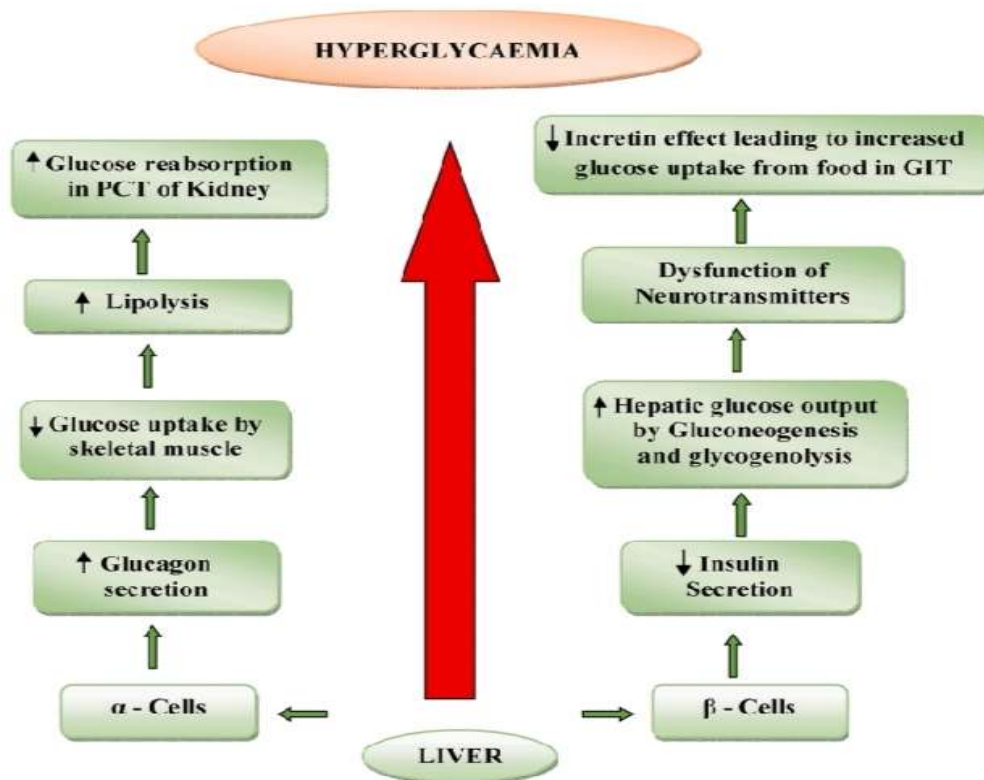 HYPERGLYCAEMIA
↑ Glucose reabsorption
in PCT of Kidney
↑ Lipolysis
↓ Glucose uptake by
skeletal muscle
↑ Glucagon
secretion
α - Cells
↓ Incretin effect leading to increased
glucose uptake from food in GIT
Dysfunction of
Neurotransmitters
↑ Hepatic glucose output
by Gluconeogenesis
and glycogenolysis
↓ Insulin
Secretion
β - Cells
LIVER